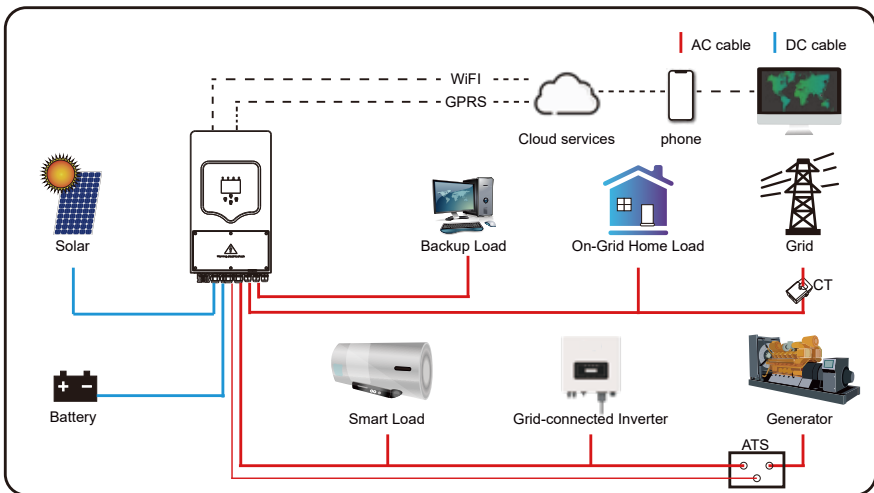 AC cable
DC cable
WiFI
GPRS
Cloud services
phone
Solar
Backup Load
On-Grid Home Load
Grid
CT
Battery
Smart Load
Grid-connected Inverter
Generator
ATS